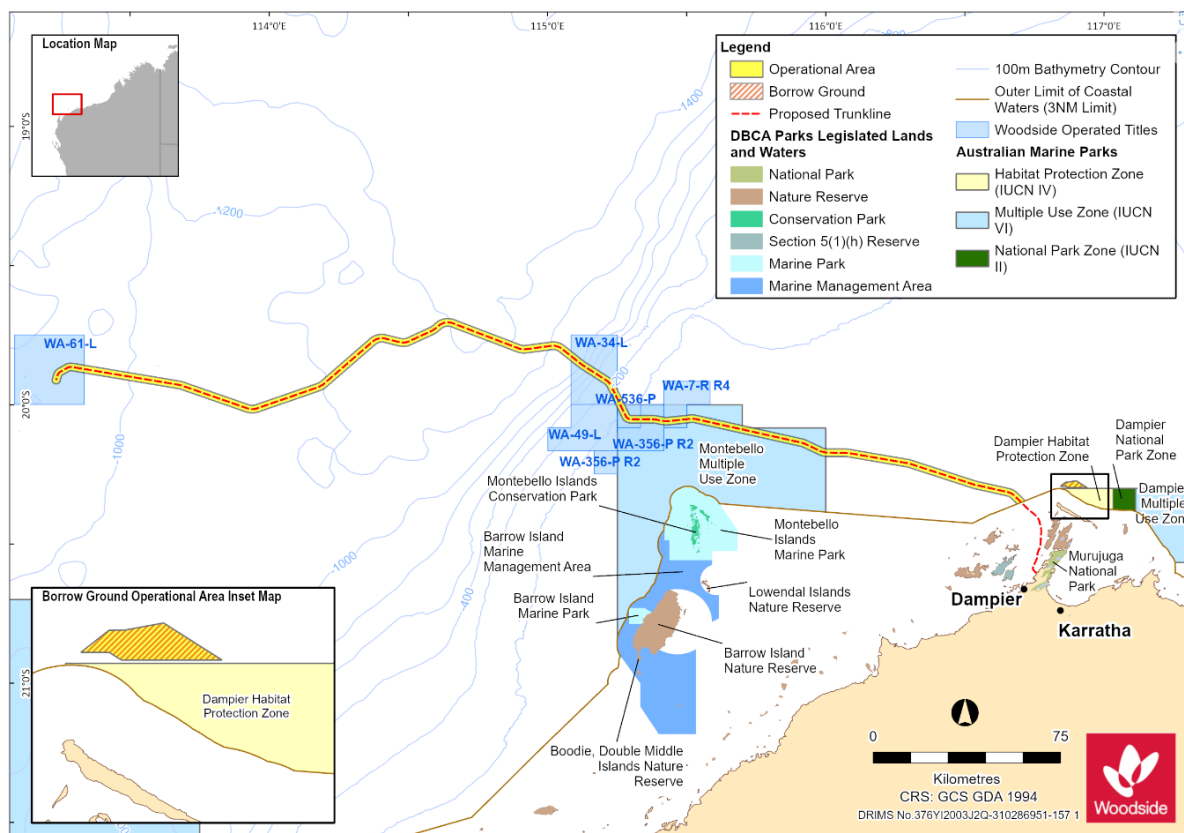 114°0'E
115°0'E
116°0'E
117°0'E
Location Map
19°0'S
20°0'S
21°0'S
Legend
Operational Area
Borrow Ground
Proposed Trunkline
DBCA Parks Legislated Lands
and Waters
National Park
Nature Reserve
Conservation Park
Section 5(1)(h) Reserve
Marine Park
Marine Management Area
100m Bathymetry Contour
Outer Limit of Coastal
Waters (3NM Limit)
Woodside Operated Titles
Australian Marine Parks
Habitat Protection Zone
(IUCN IV)
Multiple Use Zone (IUCN
VI)
National Park Zone (IUCN
II)
-1400
-1200
-200
-1000
-1000
-400
WA-61-L
WA-34-L
WA-7-R R4
WA-536-P
WA-49-L
WA-356-P R2
WA-356-P R2
Montebello
Multiple
Use Zone
Dampier Habitat
Protection Zone
Dampier
National
Park Zone
Dampier
Multiple
Use Zone
Montebello Islands
Conservation Park
Barrow Island
Marine
Management Area
Barrow Island
Marine Park
Montebello
Islands
Marine Park
Lowendal Islands
Nature Reserve
Barrow Island
Nature Reserve
Boodie, Double Middle
Islands Nature
Reserve
Murujuga
National
Park
Dampier
Karratha
Borrow Ground Operational Area Inset Map
Dampier Habitat
Protection Zone
0
75
Kilometres
CRS: GCS GDA 1994
DRIMS No.376YI2003J2Q-310286951-157 1
Woodside